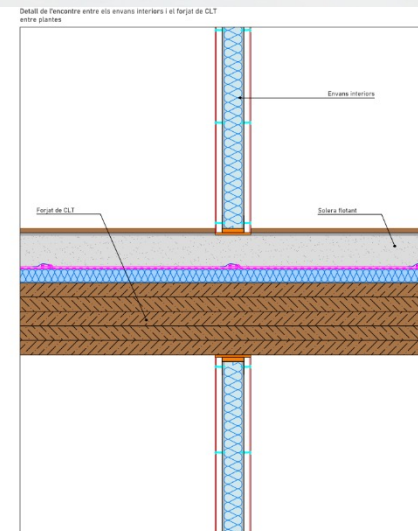 Detall de l'encontre entre els envans interiors i el forjat de CLT
entre plantes
Envans interiors
Forjat de CLT
Solera flotant